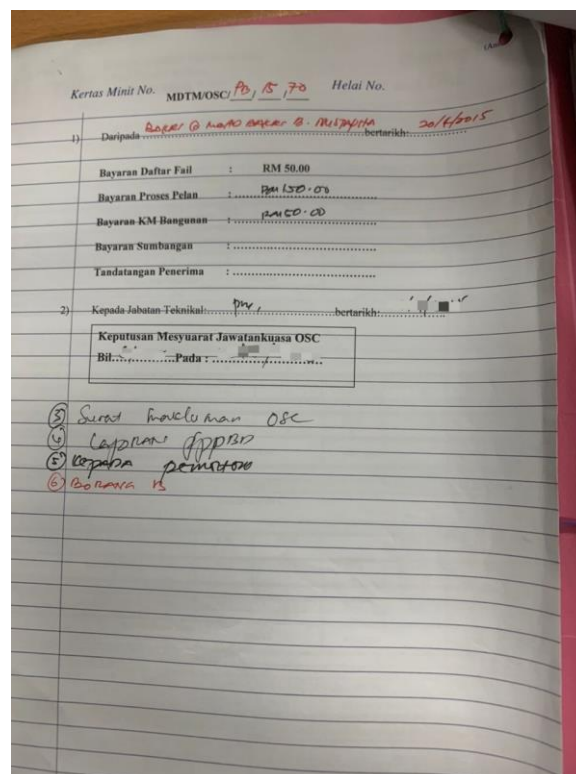 Kertas Minit No. MDTM/OSC/ PB, 15, 70 Helai No.
1) Daripada Bakri @ Mohd Bakri B. bertarikh: 20/4/2015
Bayaran Daftar Fail : RM 50.00
Bayaran Proses Pelan : RM 150.00
Bayaran KM Bangunan : RM 50.00
Bayaran Sumbangan :
Tandatangan Penerima :
2) Kepada Jabatan Teknikal: bertarikh:
Keputusan Mesyuarat Jawatankuasa OSC
Bil. Pada :
③ Surat makluman OSC
④ Laporan JPPBD
⑤ Kepada pemohon
⑥ BORANG B